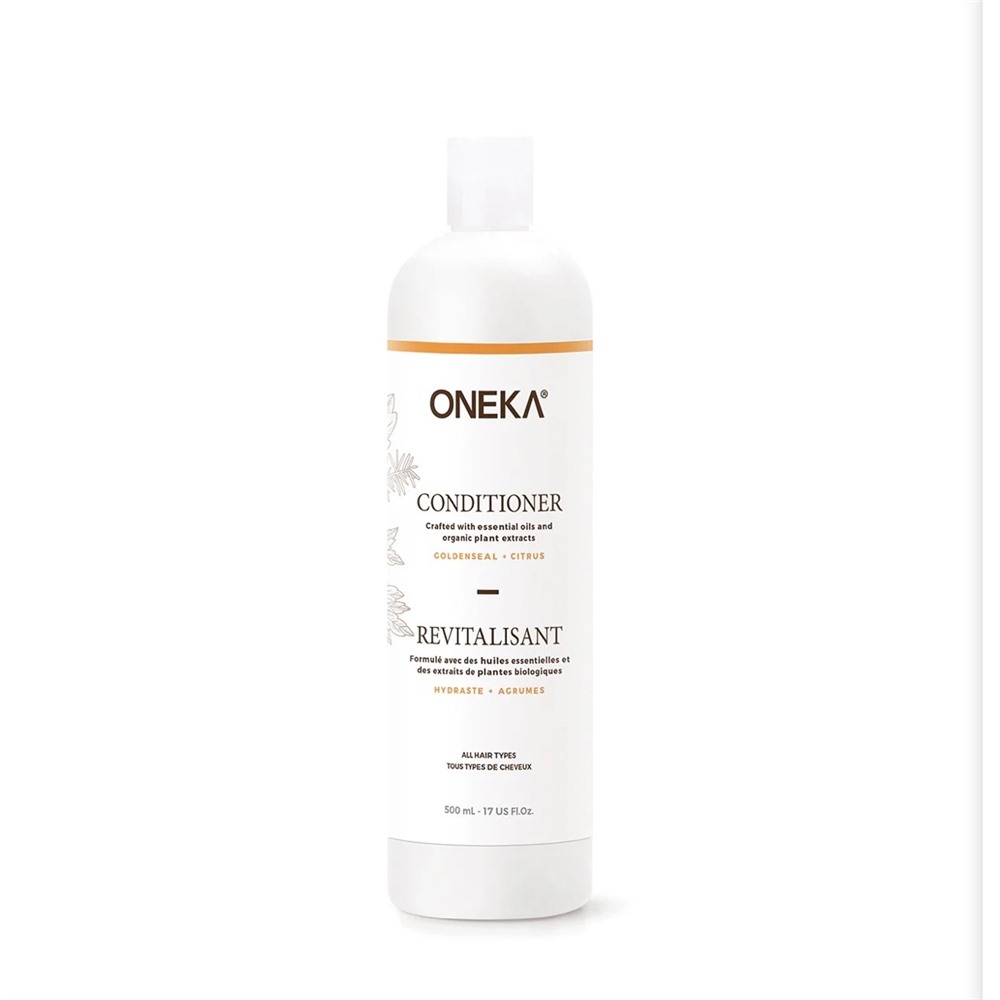 ONEKA®
CONDITIONER
Crafted with essential oils and
organic plant extracts
GOLDENSEAL + CITRUS
REVITALISANT
Formulé avec des huiles essentielles et
des extraits de plantes biologiques
HYDRASTE + AGRUMES
ALL HAIR TYPES
TOUS TYPES DE CHEVEUX
500 mL - 17 US Fl.Oz.